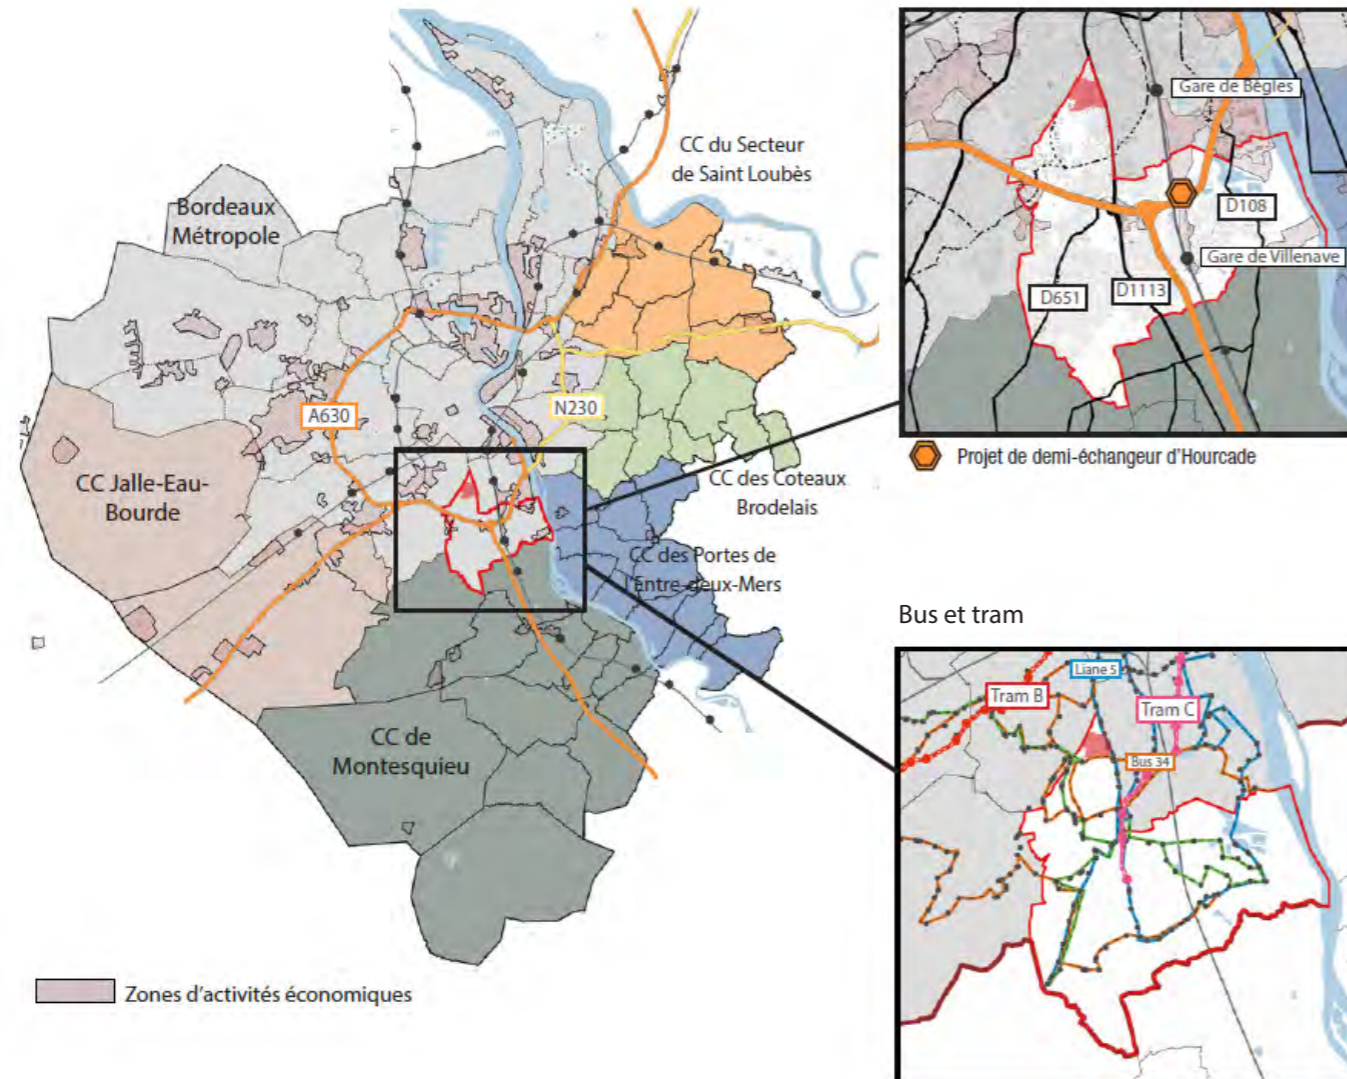 CC du Secteur
de Saint Loubès
Bordeaux
Métropole
A630
N230
CC Jalle-Eau-
Bourde
CC des Coteaux
Brodelais
CC des Portes de
l'Entre-deux-Mers
CC de
Montesquieu
Zones d'activités économiques
Gare de Bègles
D108
Gare de Villenave
D651
D1113
Projet de demi-échangeur d'Hourcade
Bus et tram
Liane 5
Tram B
Tram C
Bus 34